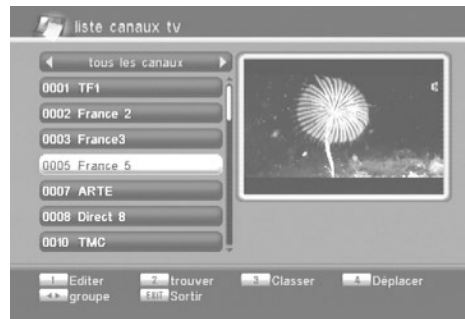 liste canaux tv
tous les canaux
0001 TF1
0002 France 2
0003 France3
0005 France 5
0007 ARTE
0008 Direct 8
0010 TMC
1 Editer 2 trouver 3 Classer 4 Déplacer
groupe EXIT Sortir